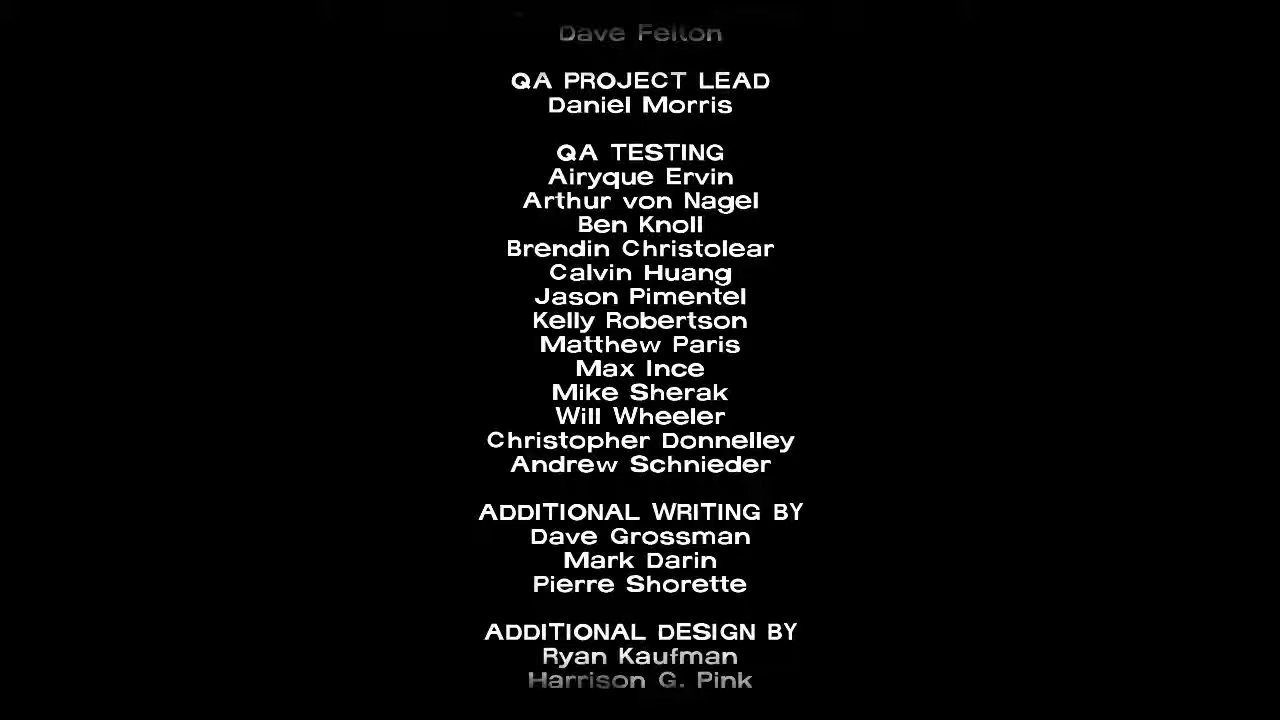 Dave Felton
QA PROJECT LEAD
Daniel Morris
QA TESTING
Airyque Ervin
Arthur von Nagel
Ben Knoll
Brendin Christolear
Calvin Huang
Jason Pimentel
Kelly Robertson
Matthew Paris
Max Ince
Mike Sherak
Will Wheeler
Christopher Donnelley
Andrew Schnieder
ADDITIONAL WRITING BY
Dave Grossman
Mark Darin
Pierre Shorette
ADDITIONAL DESIGN BY
Ryan Kaufman
Harrison G. Pink